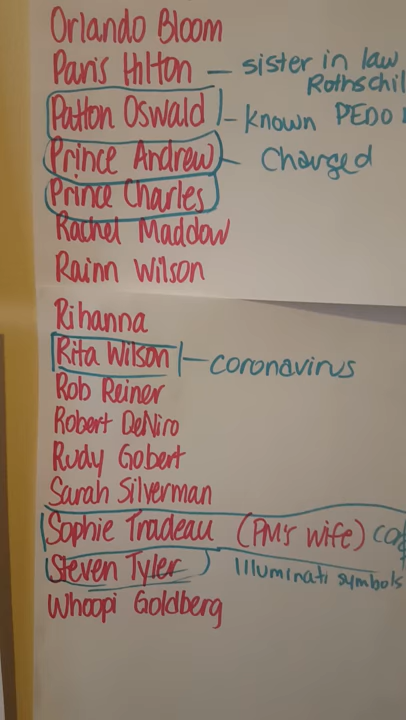 Orlando Bloom
Paris Hilton – sister in law
Patton Oswald – known PEDO
Prince Andrew – Charged
Prince Charles
Rachel Maddow
Rainn Wilson
Rihanna
Rita Wilson – coronavirus
Rob Reiner
Robert DeNiro
Rudy Gobert
Sarah Silverman
Sophie Tradeau (PM's wife)
Steven Tyler Illuminati symbols
Whoopi Goldberg